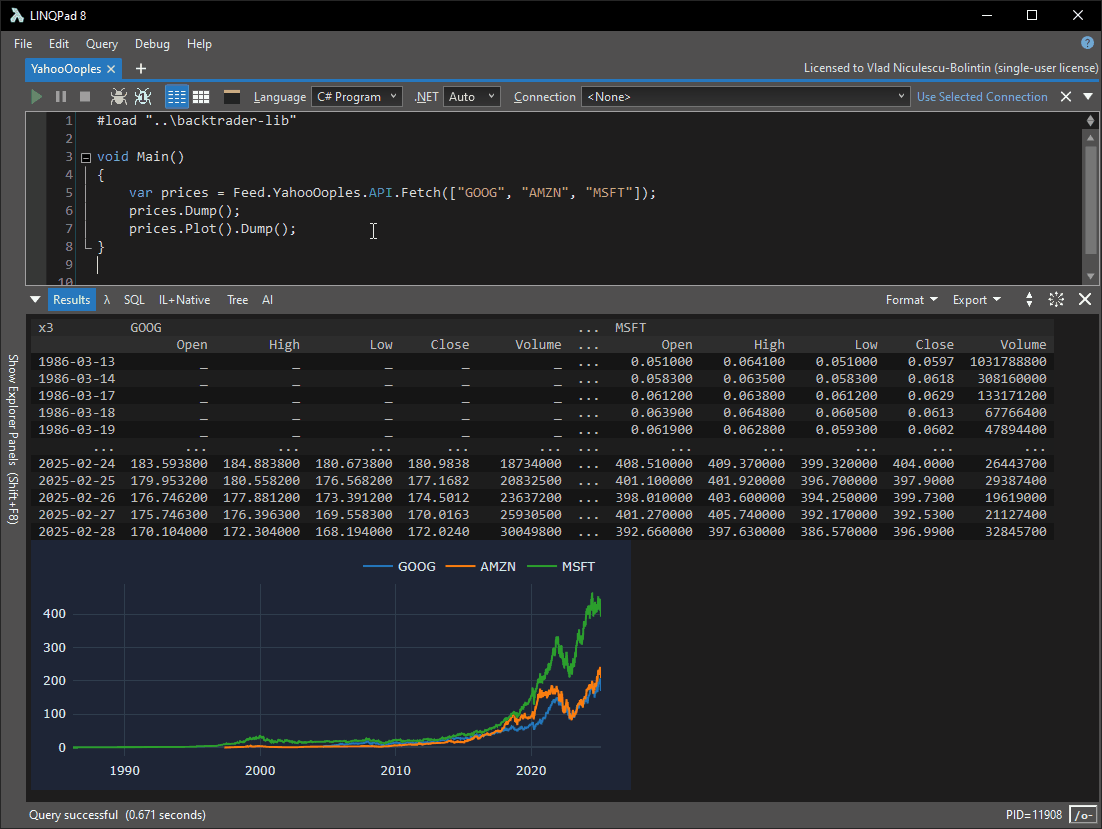 LINQPad 8
File Edit Query Debug Help ?
YahooOoples × +
Licensed to Vlad Niculescu-Bolintin (single-user license)
Language C# Program .NET Auto Connection <None> Use Selected Connection
1 #load "..\backtrader-lib"
2
3 void Main()
4 {
5 var prices = Feed.YahooOoples.API.Fetch(["GOOG", "AMZN", "MSFT"]);
6 prices.Dump();
7 prices.Plot().Dump();
8 }
9
10
Results λ SQL IL+Native Tree AI Format Export
Show Explorer Panels (Shift+F8)
x3 GOOG ... MSFT
Open High Low Close Volume ... Open High Low Close Volume
1986-03-13 _ _ _ _ _ ... 0.051000 0.064100 0.051000 0.0597 1031788800
1986-03-14 _ _ _ _ _ ... 0.058300 0.063500 0.058300 0.0618 308160000
1986-03-17 _ _ _ _ _ ... 0.061200 0.063800 0.061200 0.0629 133171200
1986-03-18 _ _ _ _ _ ... 0.063900 0.064800 0.060500 0.0613 67766400
1986-03-19 _ _ _ _ _ ... 0.061900 0.062800 0.059300 0.0602 47894400
... ... ... ... ... ... ... ... ... ... ... ...
2025-02-24 183.593800 184.883800 180.673800 180.9838 18734000 ... 408.510000 409.370000 399.320000 404.0000 26443700
2025-02-25 179.953200 180.558200 176.568200 177.1682 20832500 ... 401.100000 401.920000 396.700000 397.9000 29387400
2025-02-26 176.746200 177.881200 173.391200 174.5012 23637200 ... 398.010000 403.600000 394.250000 399.7300 19619000
2025-02-27 175.746300 176.396300 169.558300 170.0163 25930500 ... 401.270000 405.740000 392.170000 392.5300 21127400
2025-02-28 170.104000 172.304000 168.194000 172.0240 30049800 ... 392.660000 397.630000 386.570000 396.9900 32845700
GOOG AMZN MSFT
400
300
200
100
0
1990 2000 2010 2020
Query successful (0.671 seconds) PID=11908 /o-